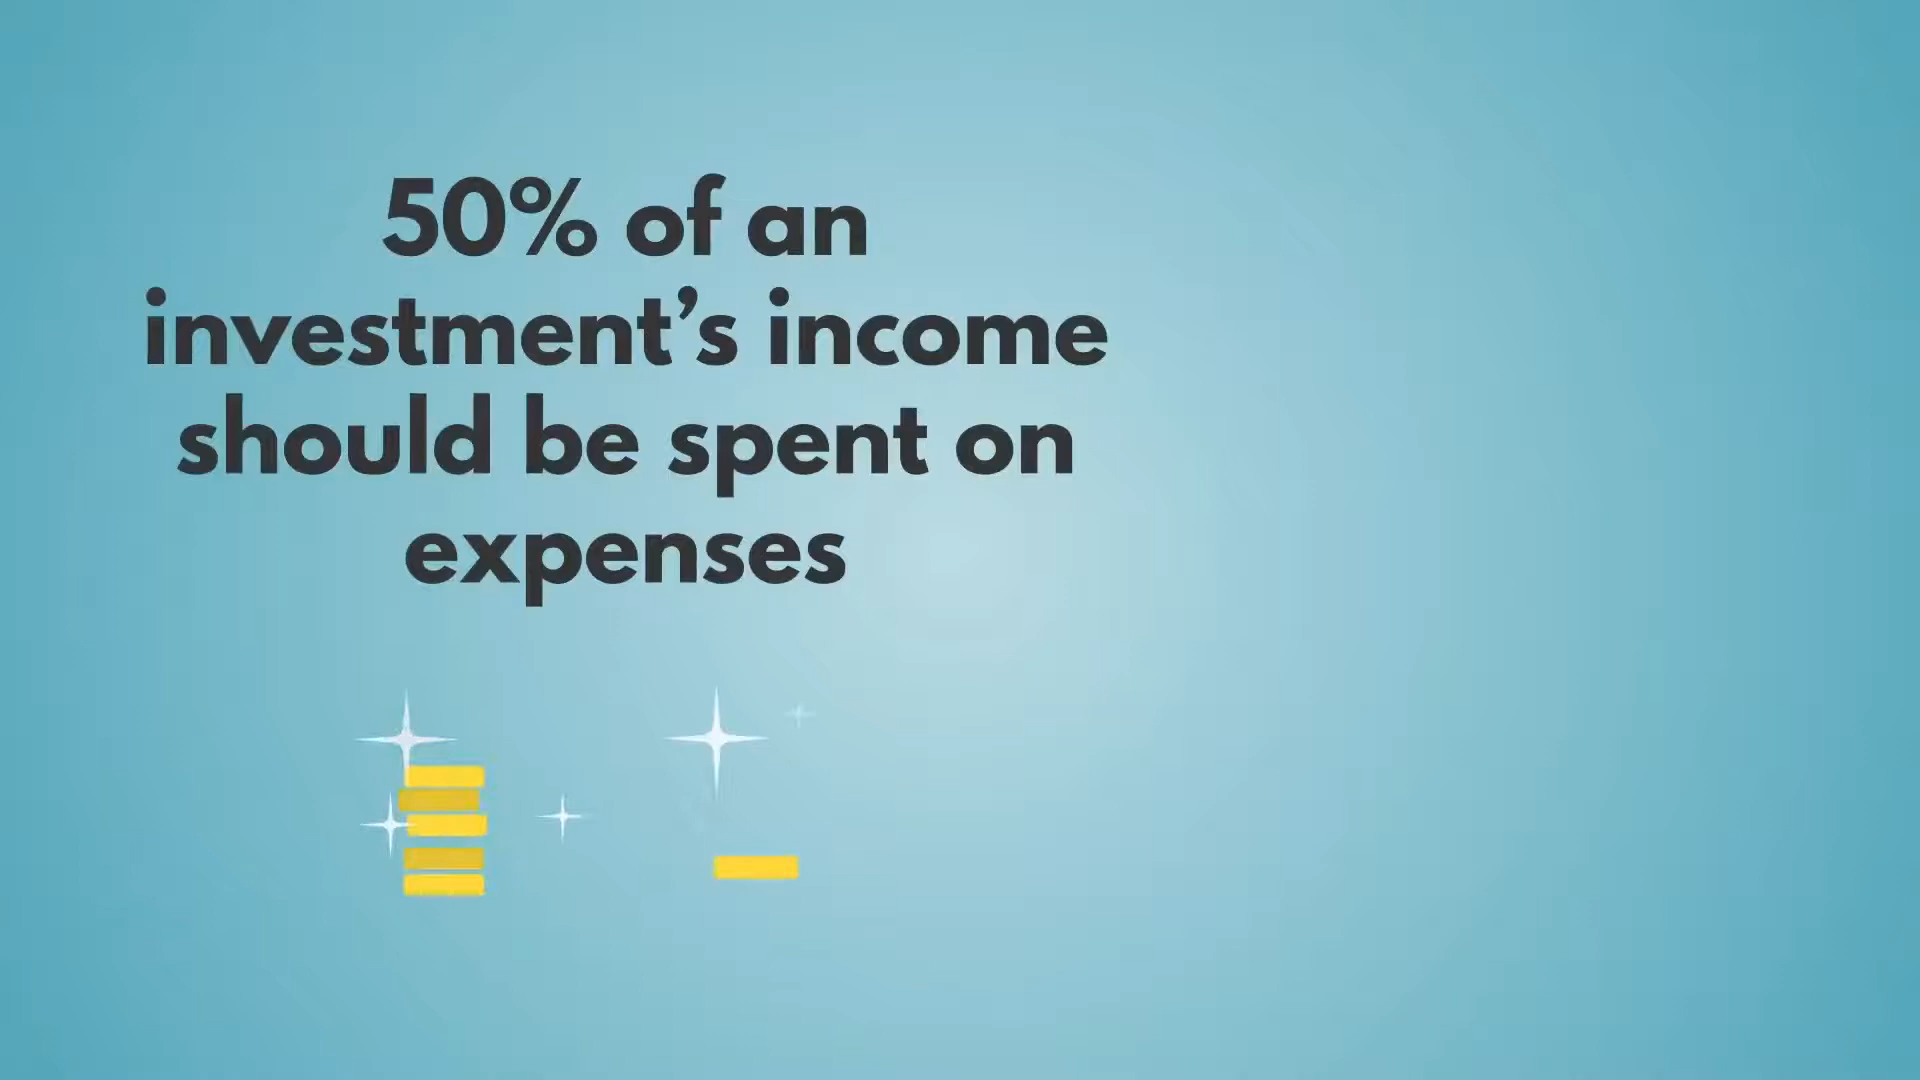 50% of an
investment’s income
should be spent on
expenses